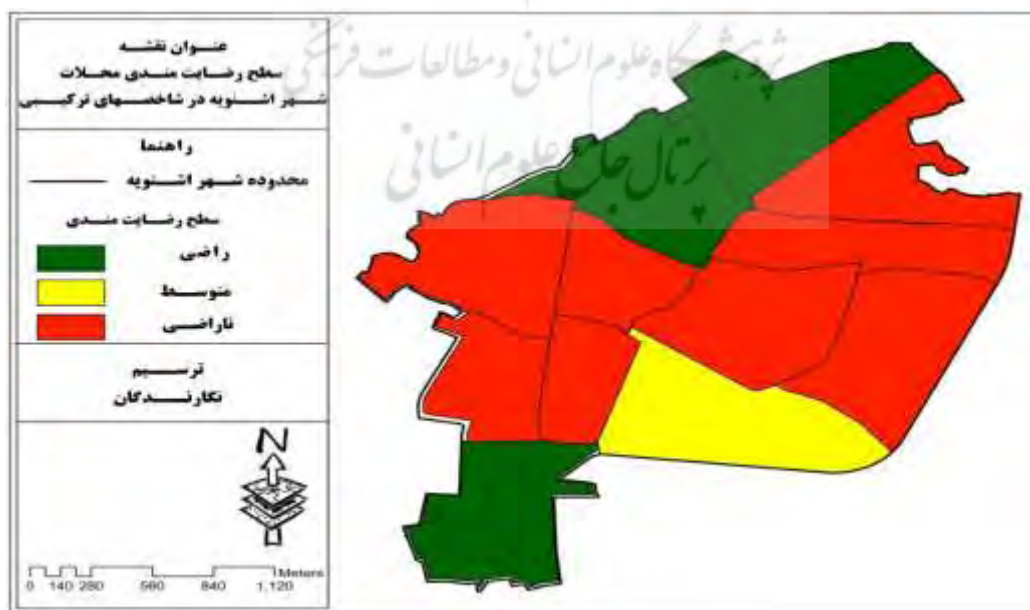 عنوان نقشه
سطح رضایت مندی محلات
شهر اشنویه در شاخصهای ترکیبی
راهنما
محدوده شهر اشنویه
سطح رضایت مندی
راضی
متوسط
ناراضی
ترسیم
نگارندگان
N
Meters
0 140 280 560 840 1,120
پژوهشگاه علوم انسانی و مطالعات فرهنگی
پرتال جامع علوم انسانی